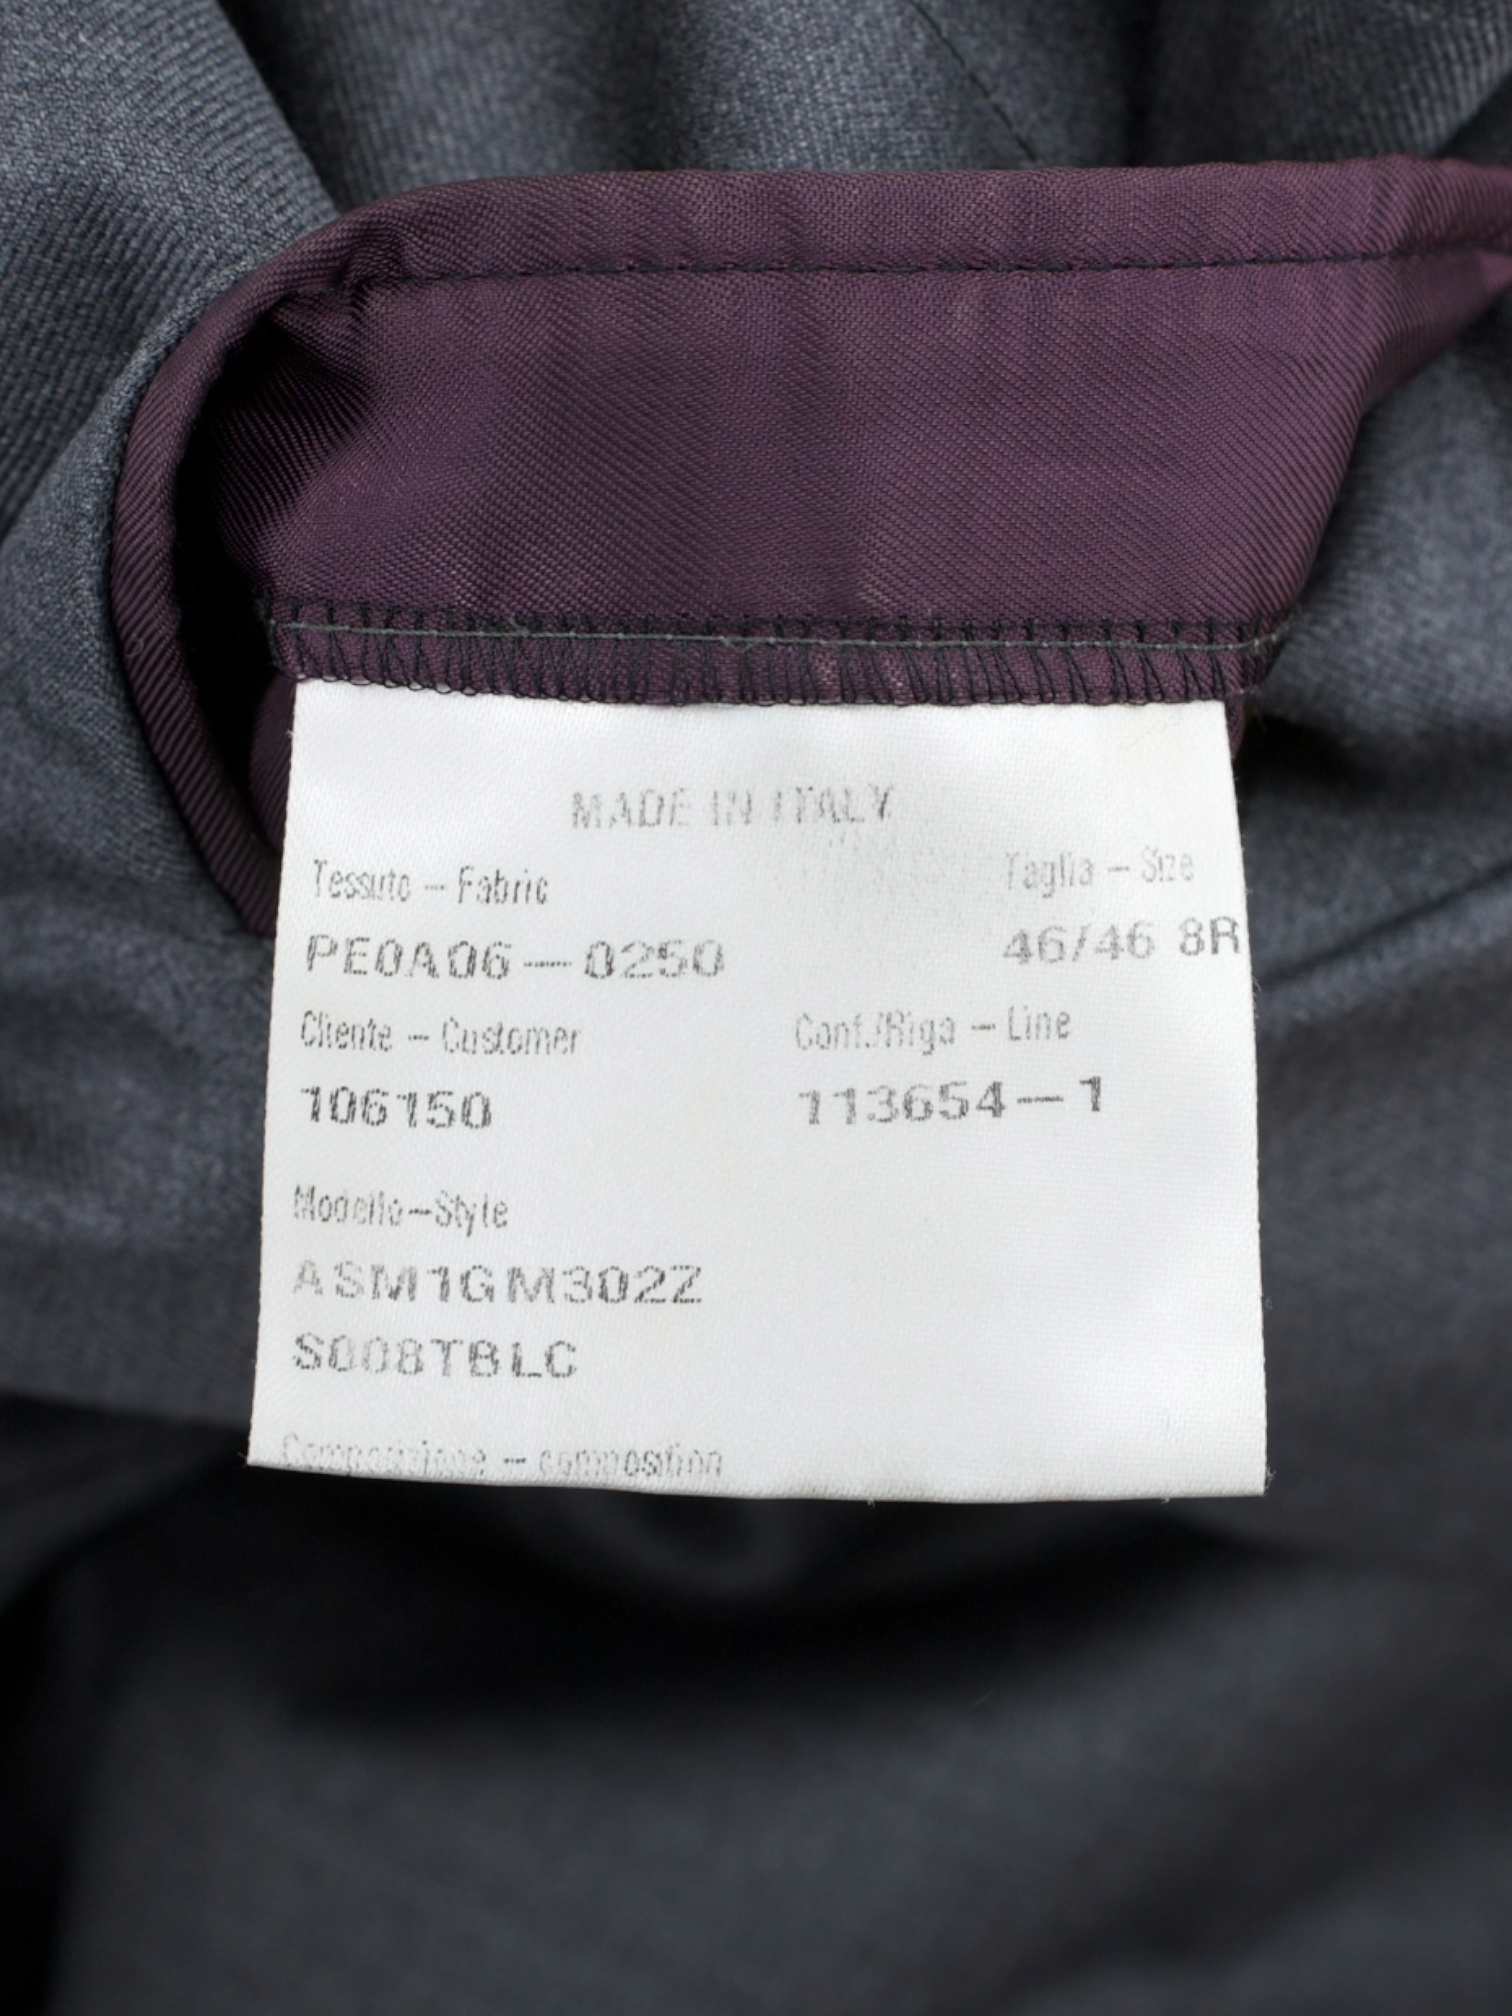 MADE IN ITALY
Tessuto – Fabric
Taglia – Size
PE0A06 – 0250
46/46 8R
Cliente – Customer
Conf./Riga – Line
106150
113654–1
Modello–Style
ASM1GM302Z
S008TBLC
Composizione – composition